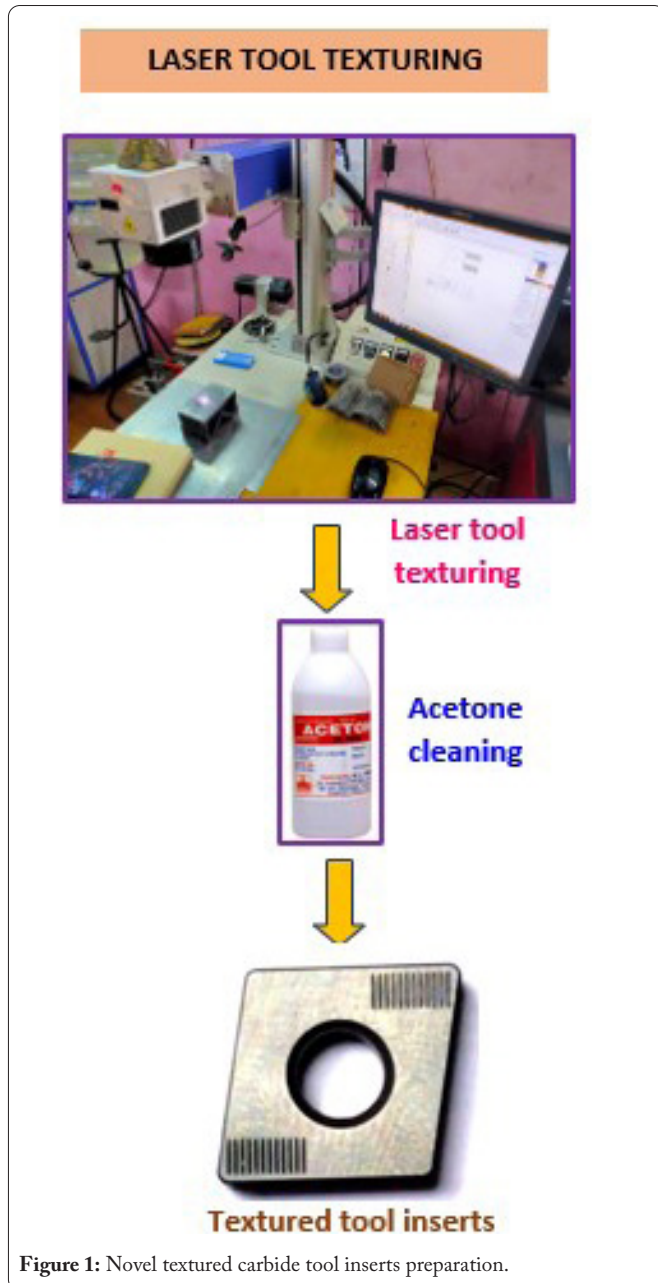 LASER TOOL TEXTURING
Laser tool
texturing
ACETON
Acetone
cleaning
Textured tool inserts
Figure 1: Novel textured carbide tool inserts preparation.